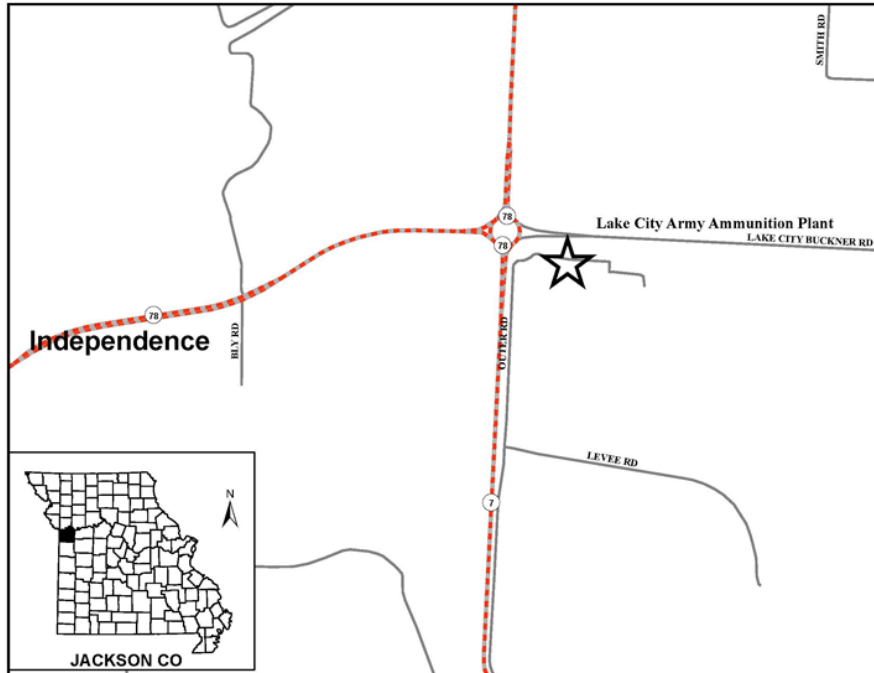 SMITH RD
78
Lake City Army Ammunition Plant
LAKE CITY BUCKNER RD
78
78
Independence
BLY RD
OUTER RD
LEVEE RD
7
N
JACKSON CO